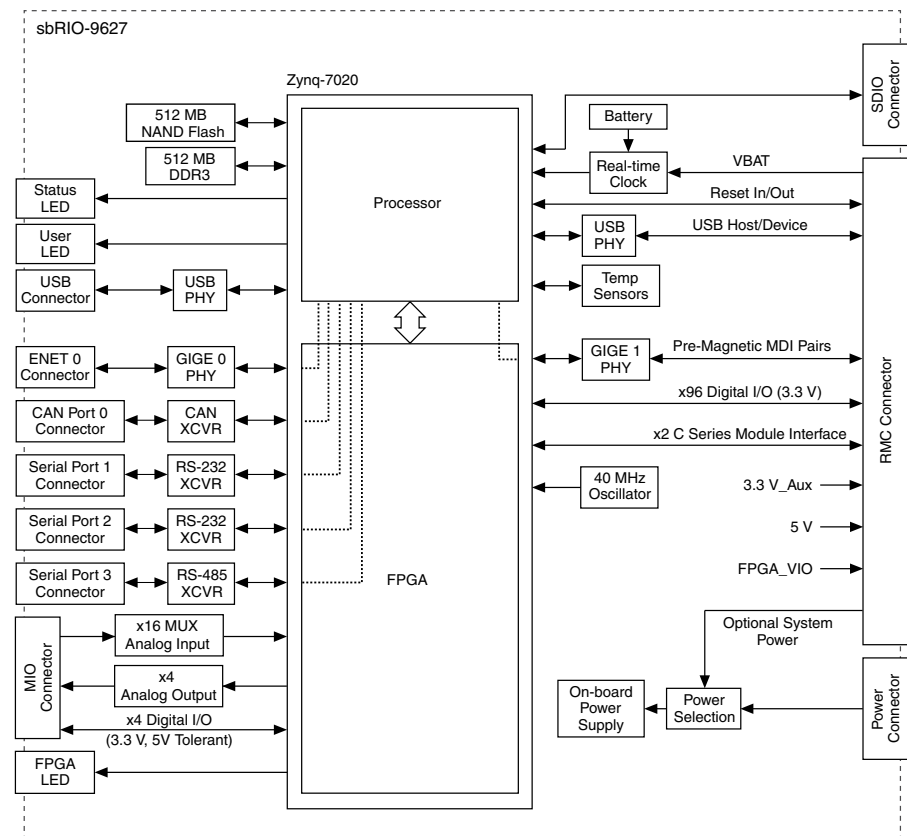 sbRIO-9627
Zynq-7020
512 MB
NAND Flash
512 MB
DDR3
Status
LED
User
LED
USB
Connector
USB
PHY
Processor
Battery
Real-time
Clock
VBAT
Reset In/Out
USB
PHY
USB Host/Device
Temp
Sensors
SDIO
Connector
ENET 0
Connector
GIGE 0
PHY
CAN Port 0
Connector
CAN
XCVR
Serial Port 1
Connector
RS-232
XCVR
Serial Port 2
Connector
RS-232
XCVR
Serial Port 3
Connector
RS-485
XCVR
FPGA
GIGE 1
PHY
Pre-Magnetic MDI Pairs
x96 Digital I/O (3.3 V)
x2 C Series Module Interface
40 MHz
Oscillator
3.3 V_Aux
5 V
FPGA_VIO
RMC Connector
MIO
Connector
x16 MUX
Analog Input
x4
Analog Output
x4 Digital I/O
(3.3 V, 5V Tolerant)
FPGA
LED
Optional System
Power
On-board
Power
Supply
Power
Selection
Power
Connector